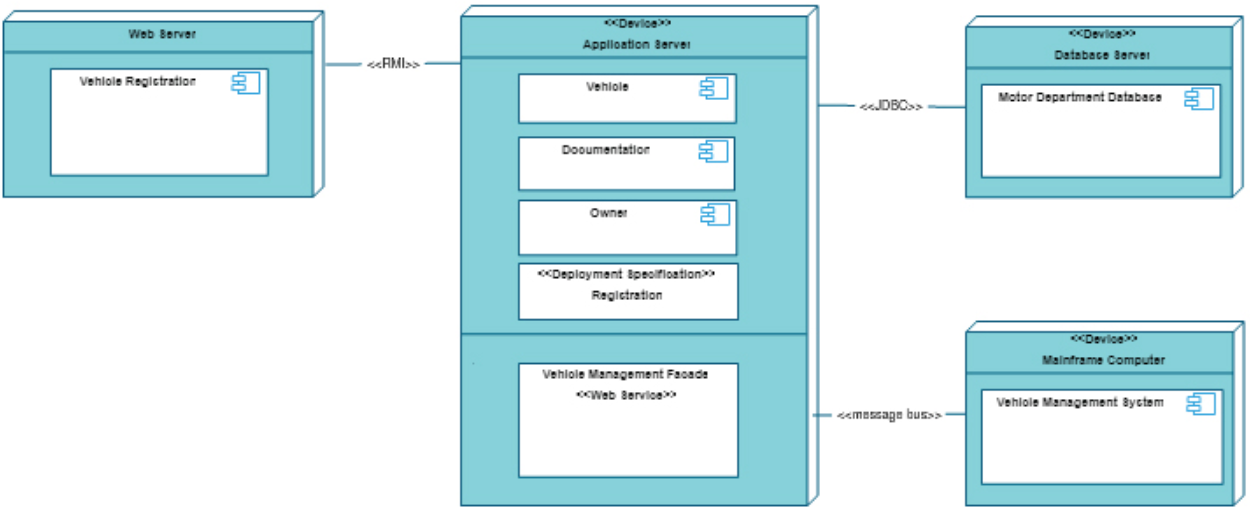 Web Server
Vehicle Registration
<<RMI>>
<<Device>>
Application Server
Vehicle
Documentation
Owner
<<Deployment Specification>>
Registration
Vehicle Management Facade
<<Web Service>>
<<JDBC>>
<<Device>>
Database Server
Motor Department Database
<<message bus>>
<<Device>>
Mainframe Computer
Vehicle Management System